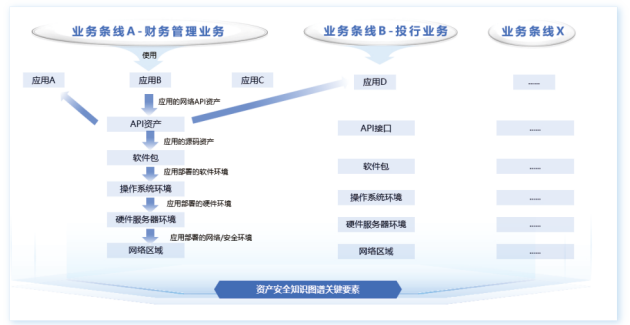 业务条线A-财务管理业务
业务条线B-投行业务
业务条线X
使用
应用A
应用B
应用C
应用D
......
应用的网络API资产
API资产
API接口
......
应用的源码资产
软件包
软件包
......
应用部署的软件环境
操作系统环境
操作系统环境
......
应用部署的硬件环境
硬件服务器环境
硬件服务器环境
......
应用部署的网络/安全环境
网络区域
网络区域
......
资产安全知识图谱关键要素